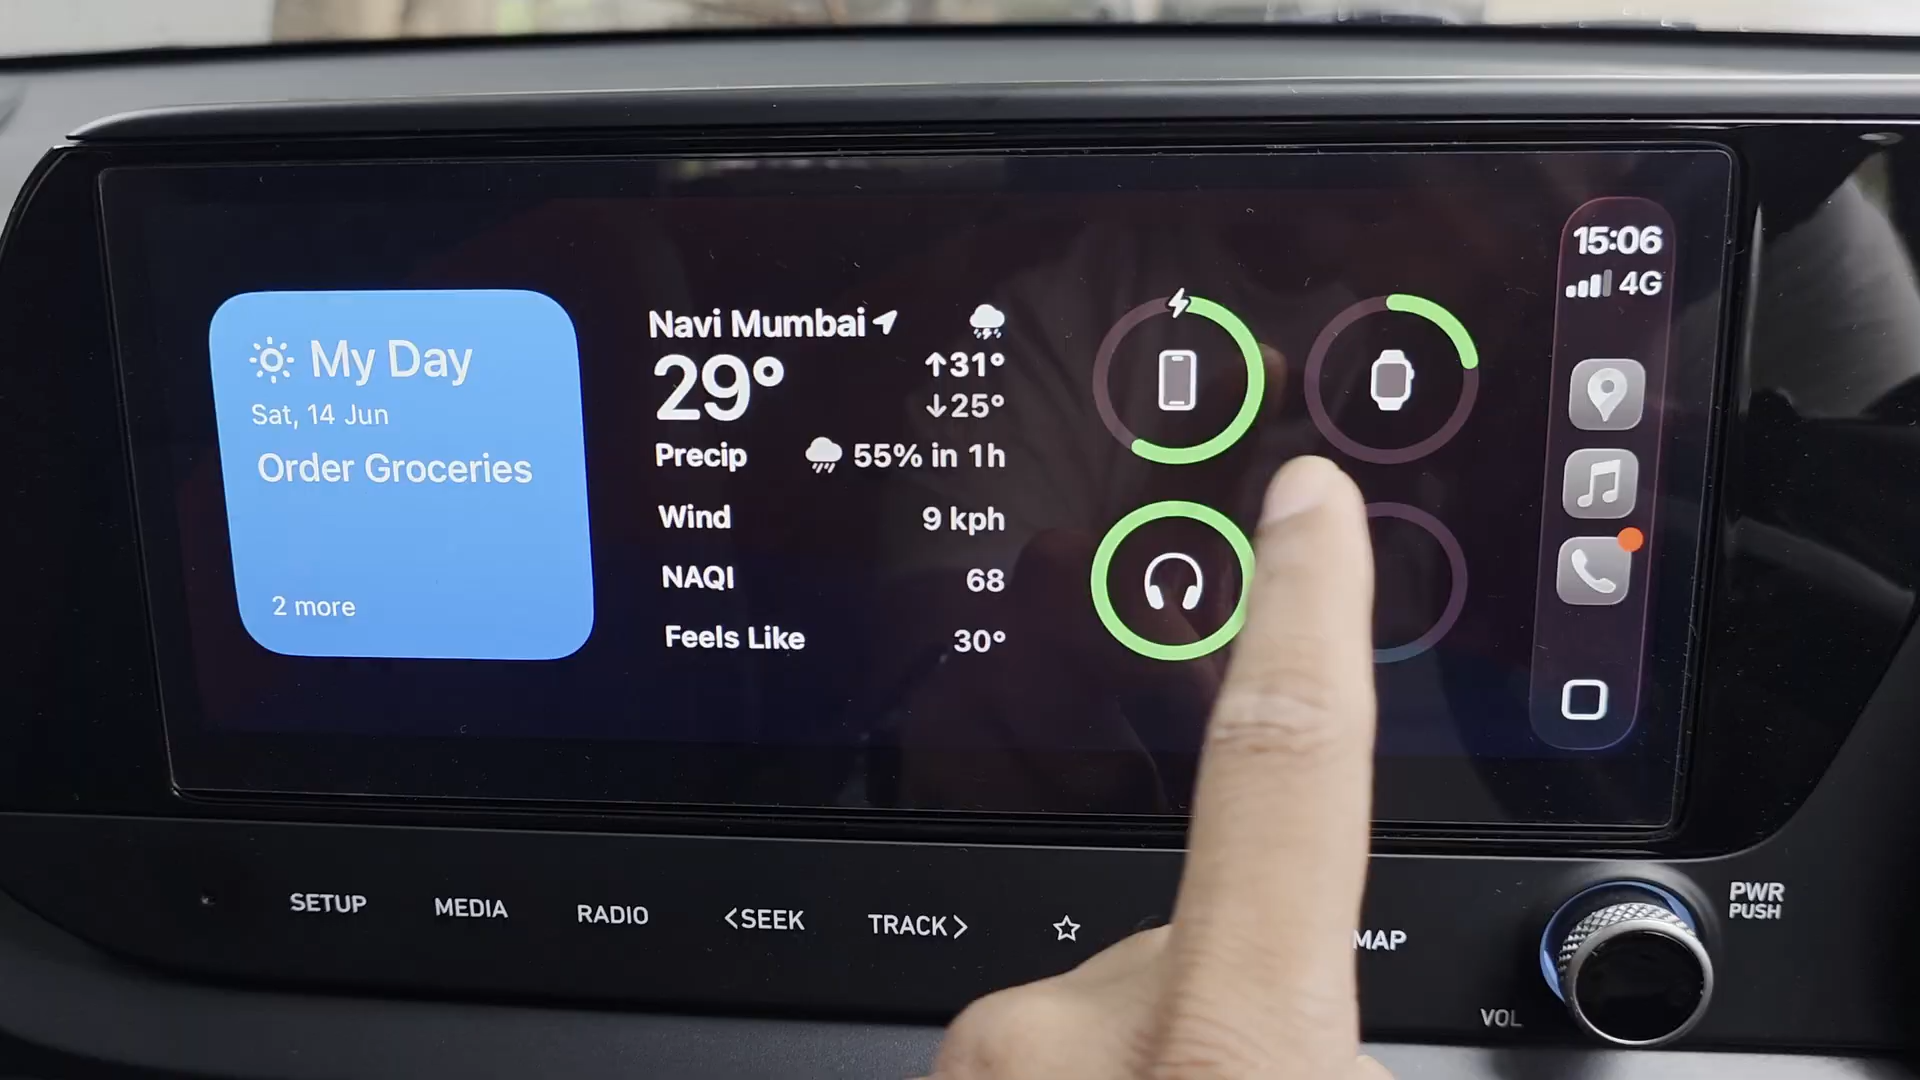 My Day
Sat, 14 Jun
Order Groceries
2 more
Navi Mumbai
29°
↑31°
↓25°
Precip 55% in 1h
Wind 9 kph
NAQI 68
Feels Like 30°
15:06
4G
SETUP
MEDIA
RADIO
<SEEK
TRACK>
MAP
VOL
PWR
PUSH